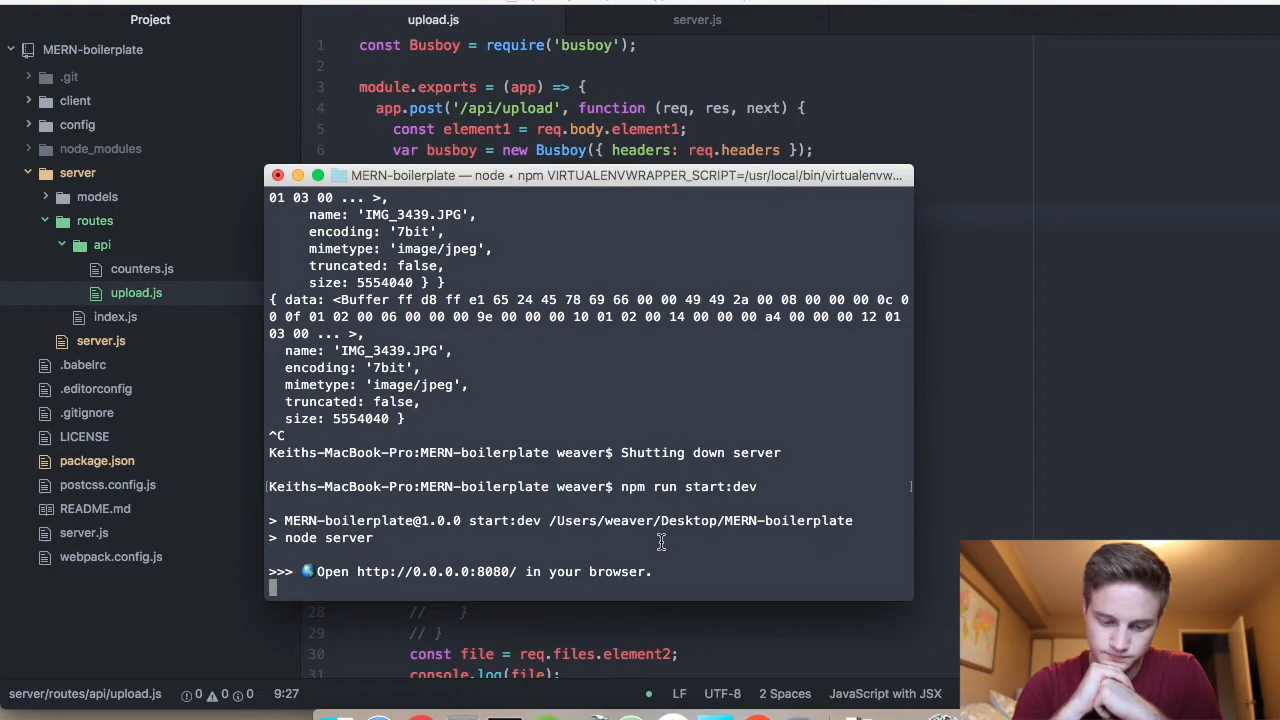 Project
upload.js
server.js
MERN-boilerplate
.git
client
config
node_modules
server
models
routes
api
counters.js
upload.js
index.js
server.js
.babelrc
.editorconfig
.gitignore
LICENSE
package.json
postcss.config.js
README.md
server.js
webpack.config.js
1 const Busboy = require('busboy');
2
3 module.exports = (app) => {
4 app.post('/api/upload', function (req, res, next) {
5 const element1 = req.body.element1;
6 var busboy = new Busboy({ headers: req.headers });
MERN-boilerplate — node ◂ npm VIRTUALENVWRAPPER_SCRIPT=/usr/local/bin/virtualenvw...
01 03 00 ... >,
name: 'IMG_3439.JPG',
encoding: '7bit',
mimetype: 'image/jpeg',
truncated: false,
size: 5554040 } }
{ data: <Buffer ff d8 ff e1 65 24 45 78 69 66 00 00 49 49 2a 00 08 00 00 00 0c 0
0 0f 01 02 00 06 00 00 00 9e 00 00 00 10 01 02 00 14 00 00 00 a4 00 00 00 12 01
03 00 ... >,
name: 'IMG_3439.JPG',
encoding: '7bit',
mimetype: 'image/jpeg',
truncated: false,
size: 5554040 }
^C
Keiths-MacBook-Pro:MERN-boilerplate weaver$ Shutting down server
[Keiths-MacBook-Pro:MERN-boilerplate weaver$ npm run start:dev ]
> MERN-boilerplate@1.0.0 start:dev /Users/weaver/Desktop/MERN-boilerplate
> node server
>>> 🌎Open http://0.0.0.0:8080/ in your browser.
28 // }
29 // }
30 const file = req.files.element2;
31 console.log(file);
server/routes/api/upload.js 0 0 0 9:27
LF UTF-8 2 Spaces JavaScript with JSX